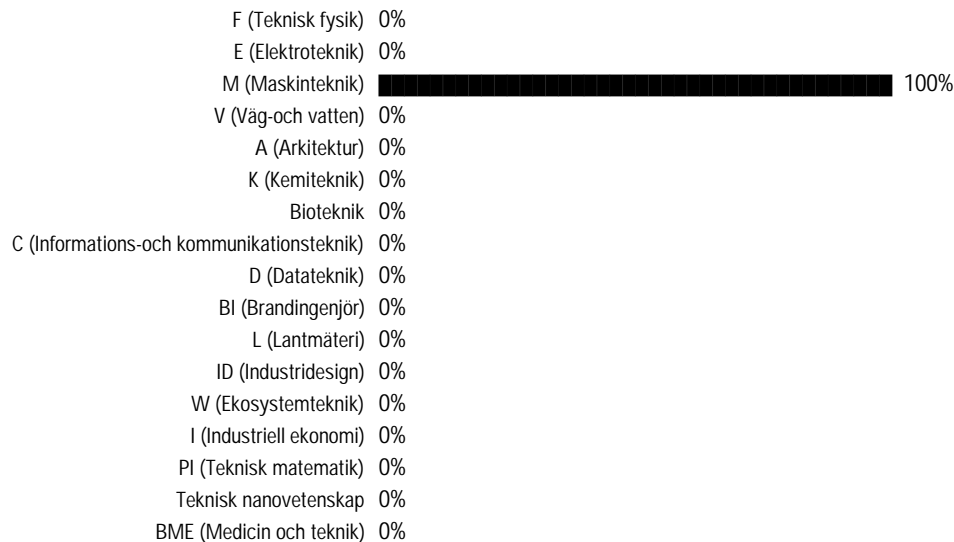 F (Teknisk fysik) 0%
E (Elektroteknik) 0%
M (Maskinteknik) 100%
V (Väg-och vatten) 0%
A (Arkitektur) 0%
K (Kemiteknik) 0%
Bioteknik 0%
C (Informations-och kommunikationsteknik) 0%
D (Datateknik) 0%
BI (Brandingenjör) 0%
L (Lantmäteri) 0%
ID (Industridesign) 0%
W (Ekosystemteknik) 0%
I (Industriell ekonomi) 0%
PI (Teknisk matematik) 0%
Teknisk nanovetenskap 0%
BME (Medicin och teknik) 0%